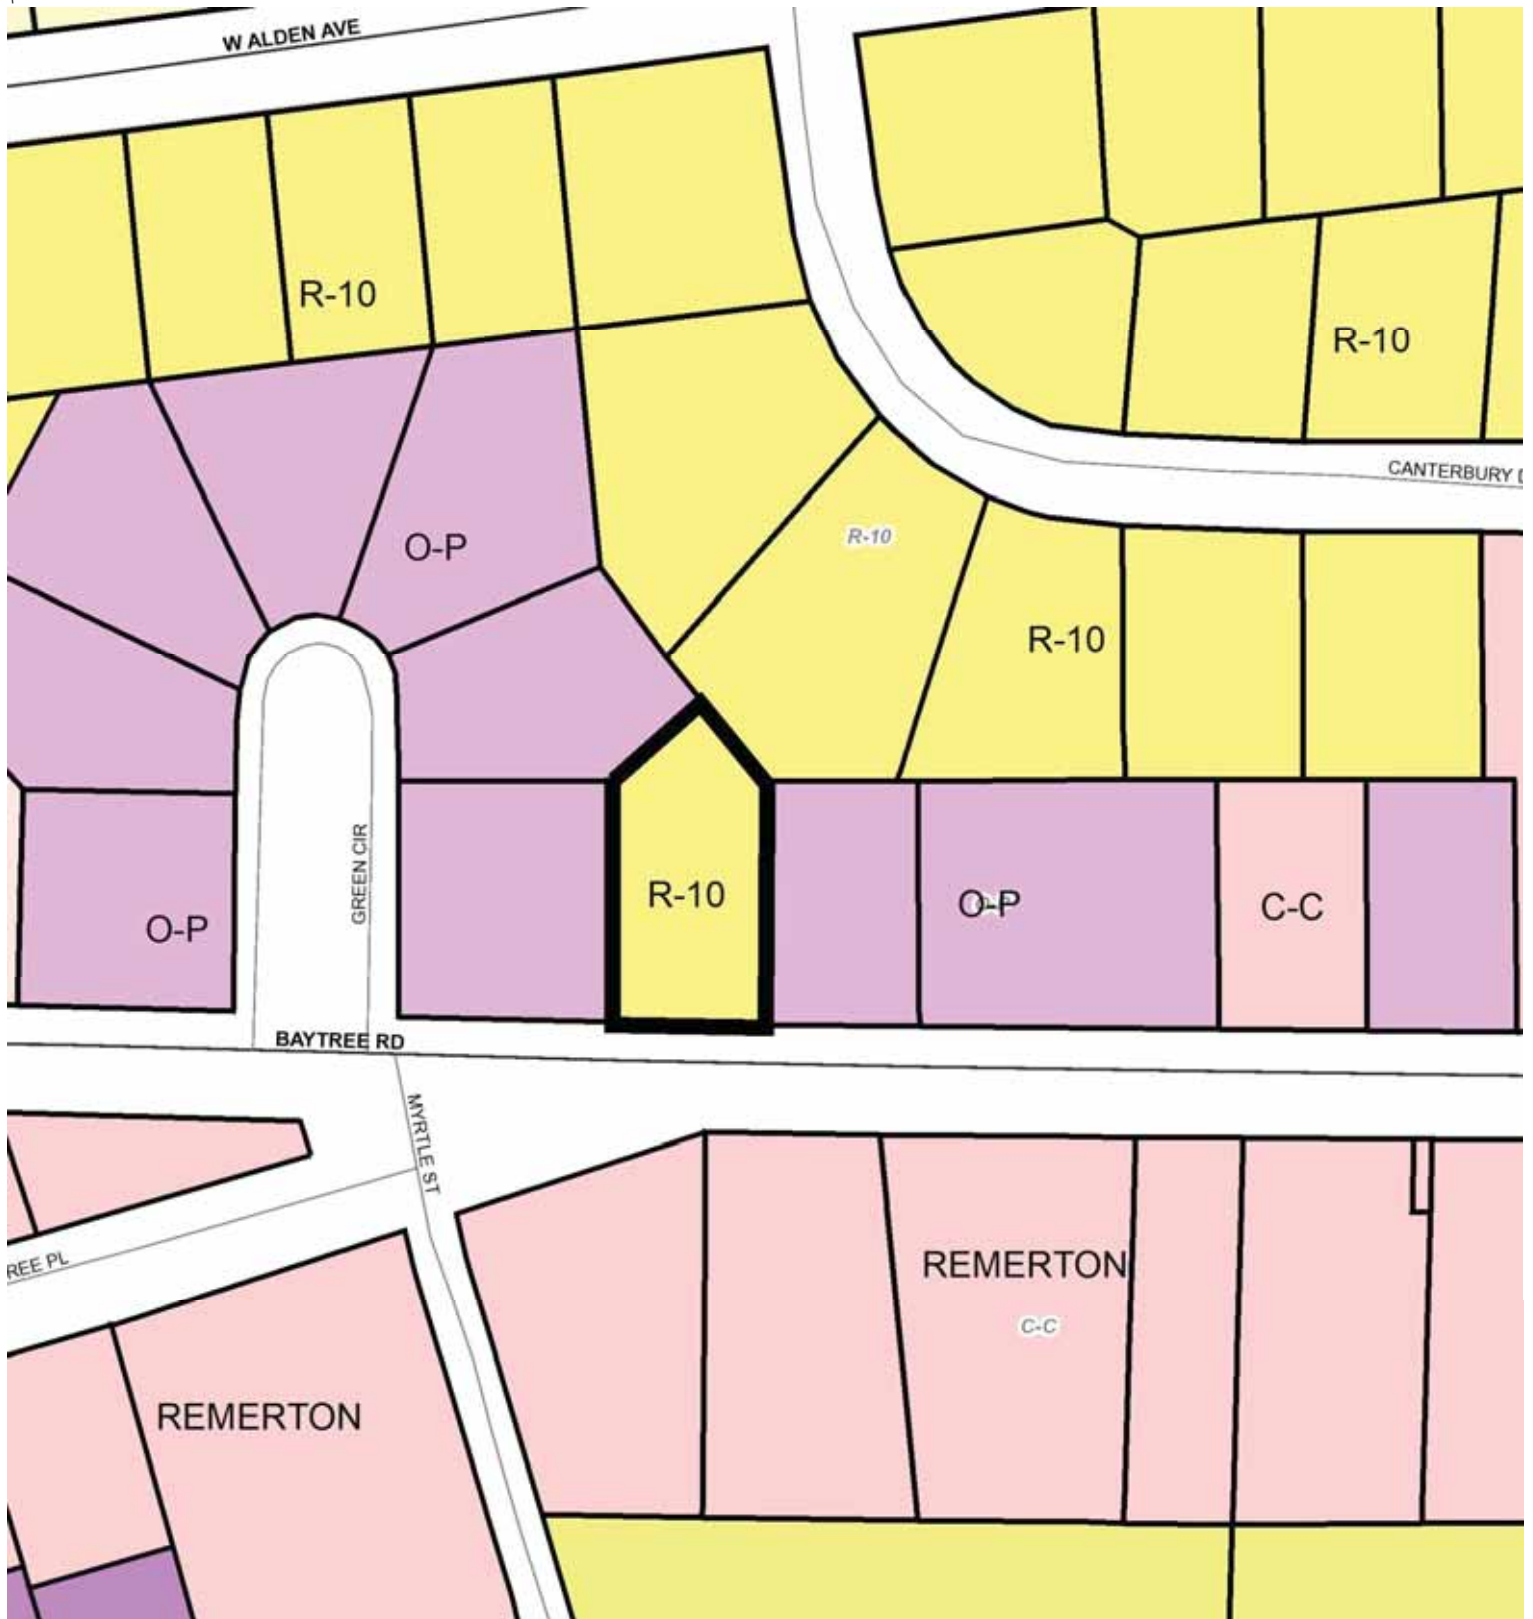 W ALDEN AVE
R-10
R-10
CANTERBURY
R-10
O-P
R-10
GREEN CIR
R-10
O-P
C-C
O-P
BAYTREE RD
MYRTLE ST
REMERTON
REE PL
C-C
REMERTON